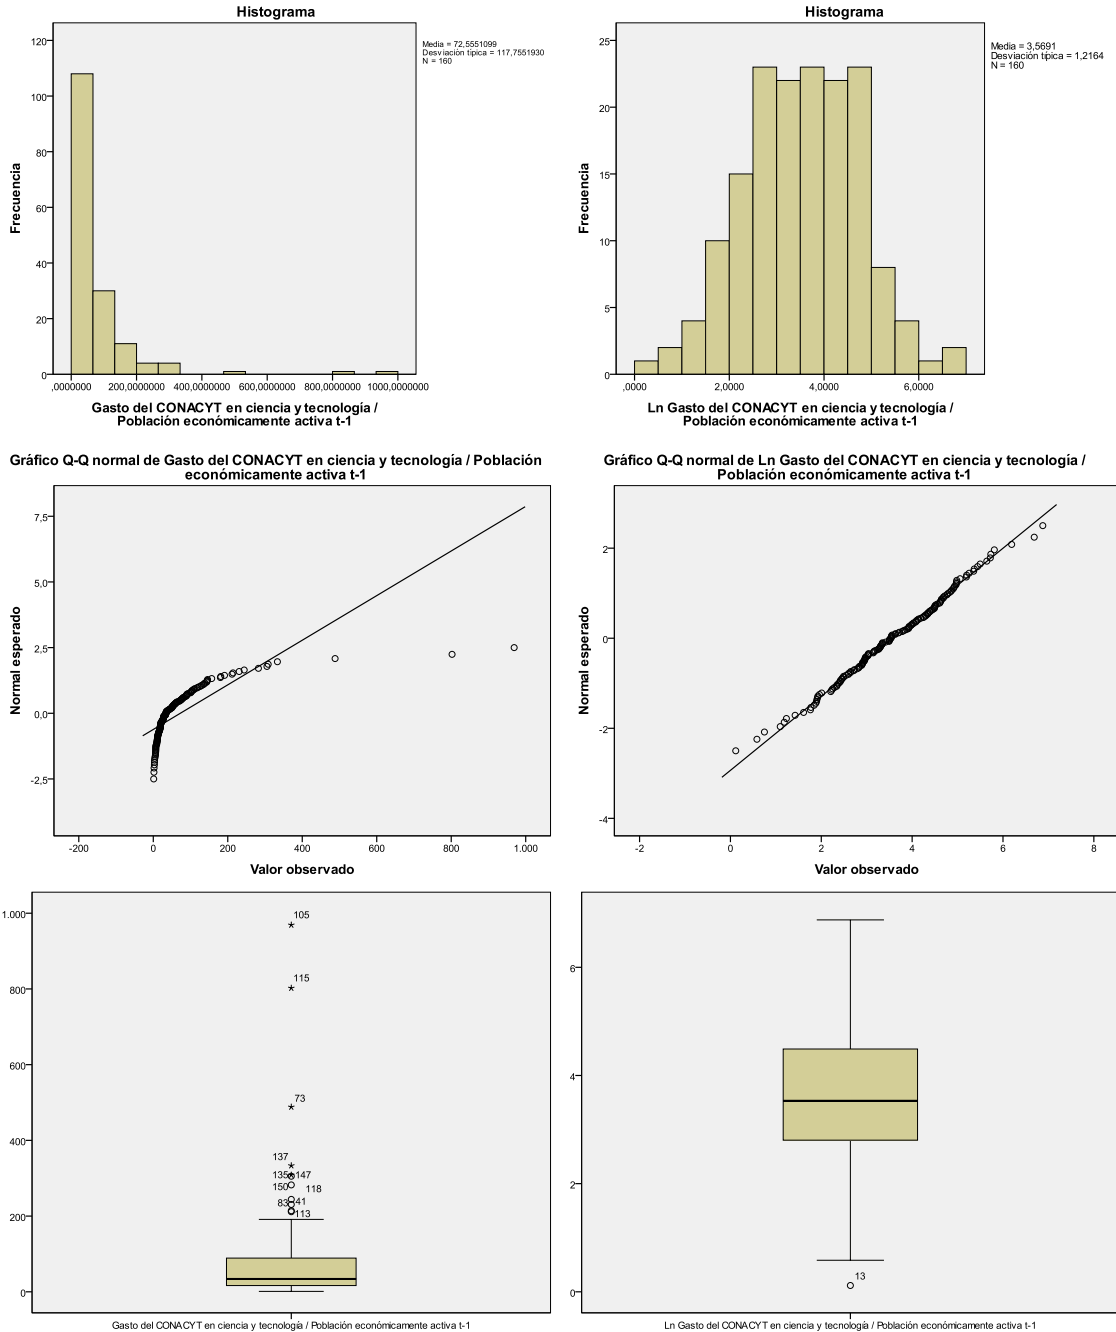 Histograma
120
100
80
60
40
20
0
Frecuencia
,0000000
200,0000000
400,0000000
600,0000000
800,0000000
1000,0000000
Gasto del CONACYT en ciencia y tecnología /
Población económicamente activa t-1
Media = 72,5551099
Desviación típica = 117,7551930
N = 160
Histograma
25
20
15
10
5
0
Frecuencia
,0000
2,0000
4,0000
6,0000
Ln Gasto del CONACYT en ciencia y tecnología /
Población económicamente activa t-1
Media = 3,5691
Desviación típica = 1,2164
N = 160
Gráfico Q-Q normal de Gasto del CONACYT en ciencia y tecnología / Población
económicamente activa t-1
7,5
5,0
2,5
0,0
-2,5
Normal esperado
-200
0
200
400
600
800
1.000
Valor observado
Gráfico Q-Q normal de Ln Gasto del CONACYT en ciencia y tecnología /
Población económicamente activa t-1
2
0
-2
-4
Normal esperado
-2
0
2
4
6
8
Valor observado
1.000
800
600
400
200
0
105
115
73
137
135
147
150
118
83
41
113
Gasto del CONACYT en ciencia y tecnología / Población económicamente activa t-1
6
4
2
0
13
Ln Gasto del CONACYT en ciencia y tecnología / Población económicamente activa t-1